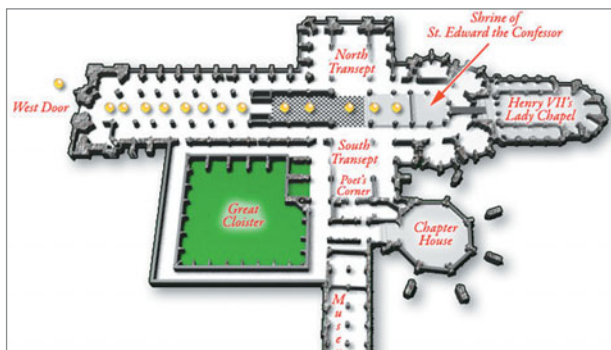 Shrine of
St. Edward the Confessor
North
Transept
West Door
Henry VII's
Lady Chapel
South
Transept
Poet's
Corner
Great
Cloister
Chapter
House
M
u
s
e